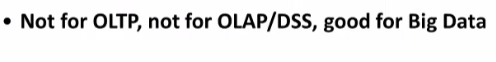 • Not for OLTP, not for OLAP/DSS, good for Big Data